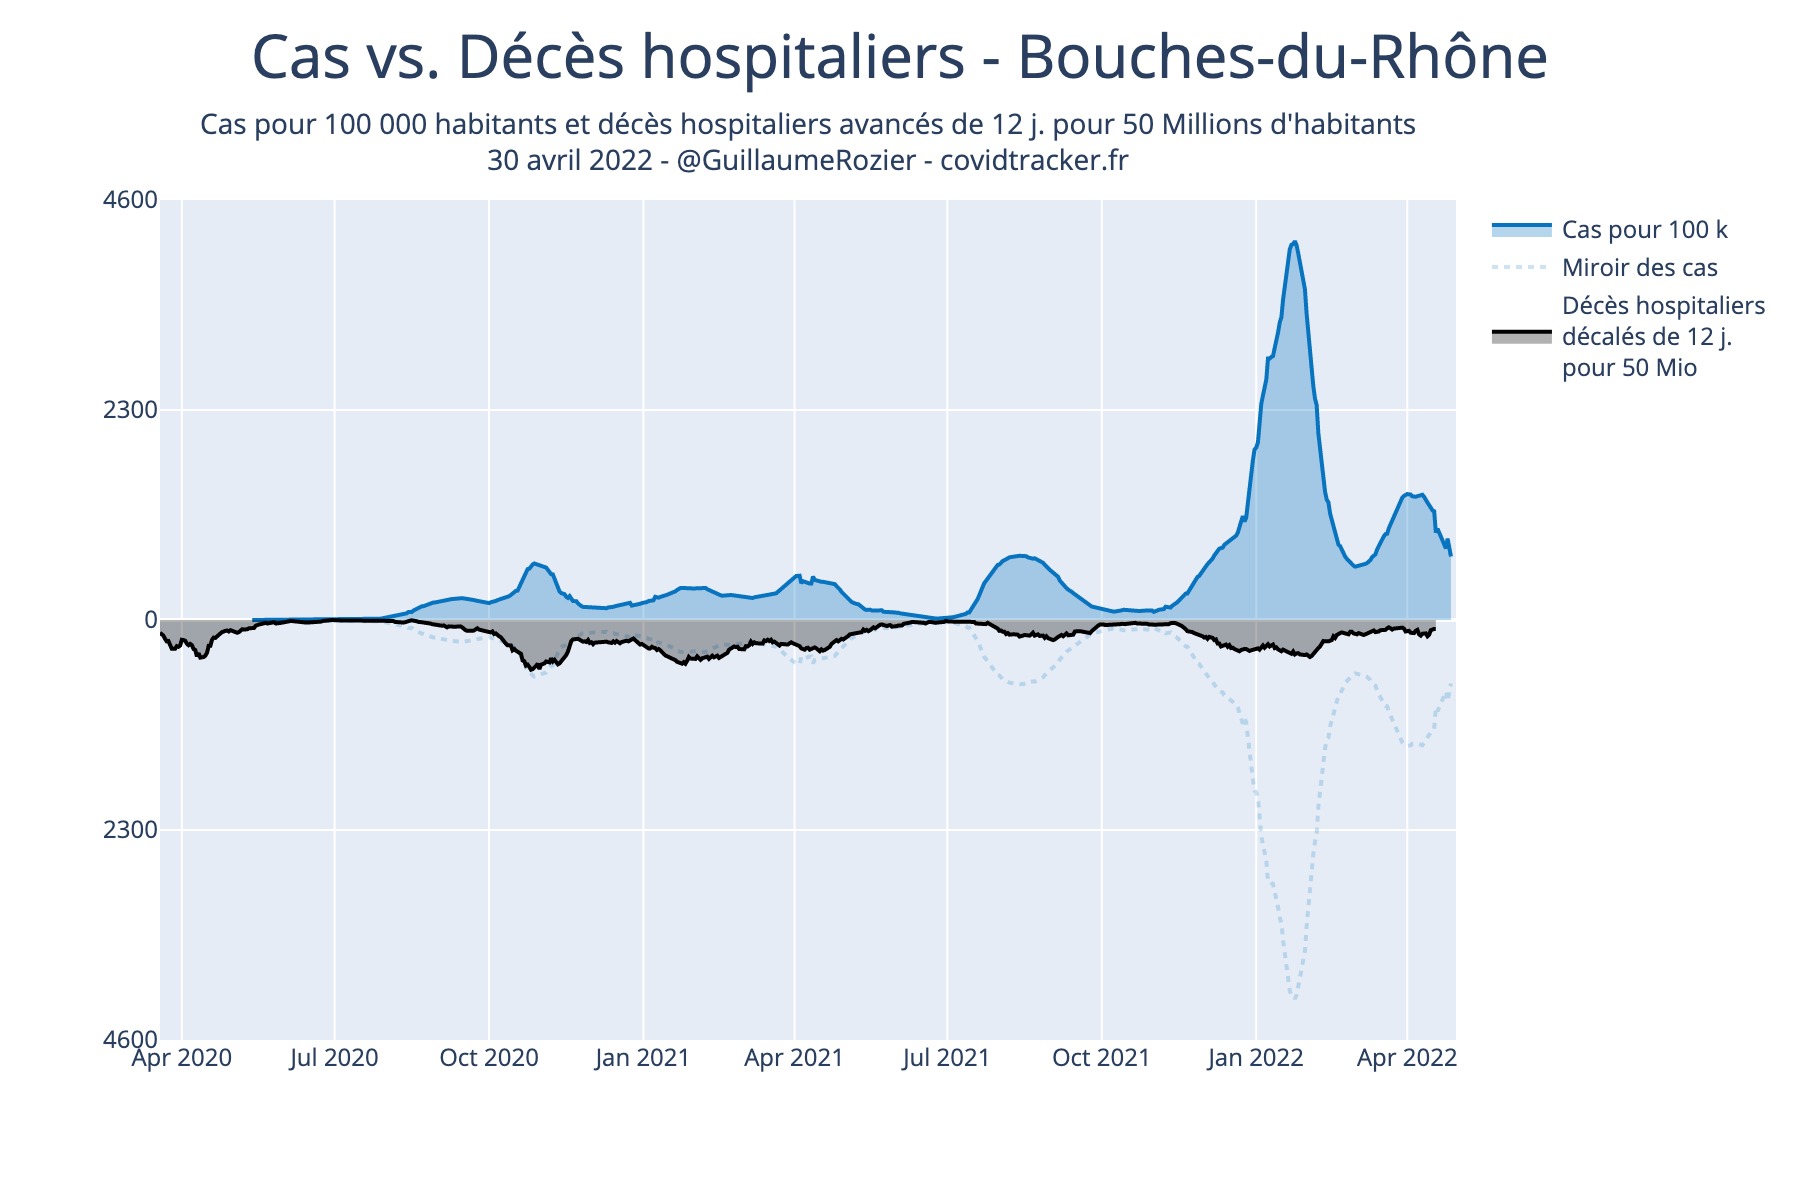 Cas vs. Décès hospitaliers - Bouches-du-Rhône
Cas pour 100 000 habitants et décès hospitaliers avancés de 12 j. pour 50 Millions d'habitants
30 avril 2022 - @GuillaumeRozier - covidtracker.fr
4600
2300
0
2300
4600
Apr 2020 Jul 2020 Oct 2020 Jan 2021 Apr 2021 Jul 2021 Oct 2021 Jan 2022 Apr 2022
Cas pour 100 k
Miroir des cas
Décès hospitaliers
décalés de 12 j.
pour 50 Mio